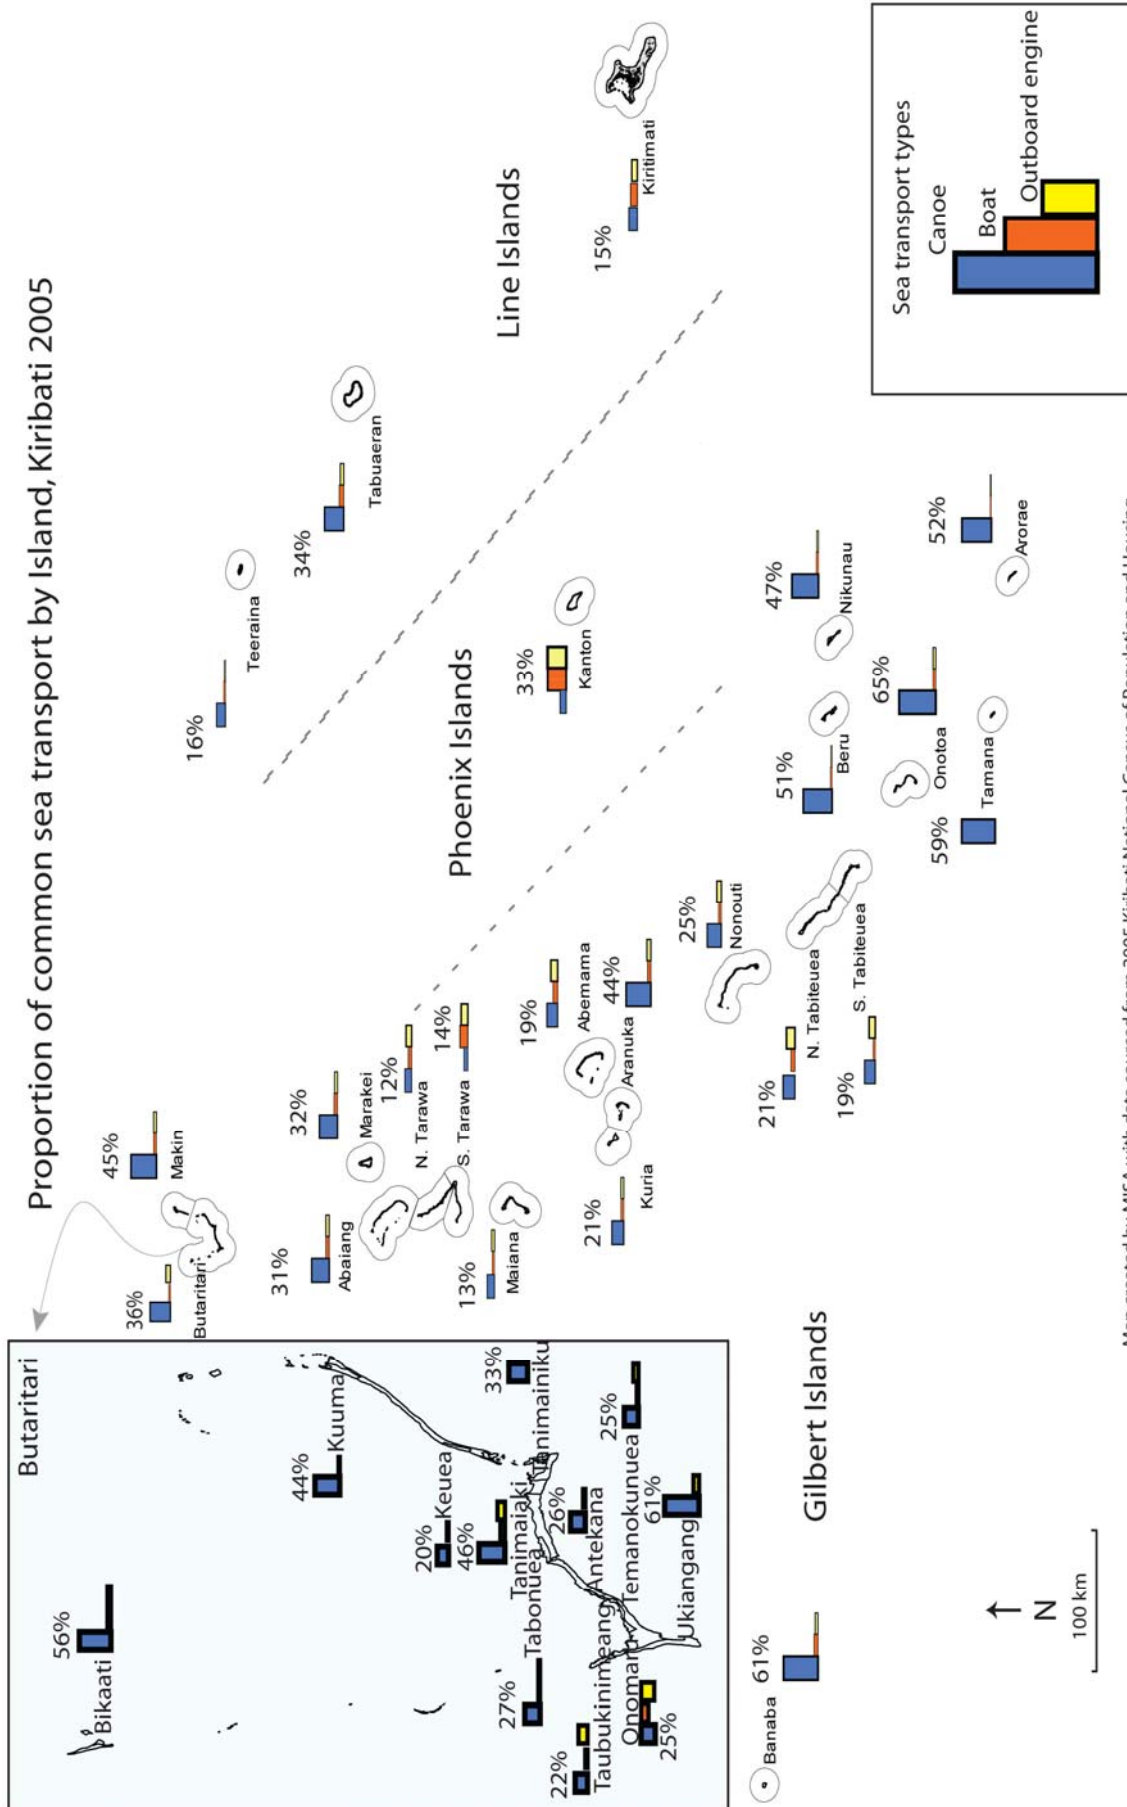 Proportion of common sea transport by Island, Kiribati 2005
Butaritari
56%
Bikaati
44%
Kuuma
20%
Keuea
46%
Tanimaiaki
33%
Tanimainiku
27%
Tabonuea
26%
Antekana
22%
Taubukinimeang
25%
Temanokunuea
Onomaru
25%
61%
Ukiangang
36%
Butaritari
45%
Makin
31%
Abaiang
32%
Marakei
12%
N. Tarawa
14%
S. Tarawa
13%
Maiana
19%
Abemama
21%
Kuria
44%
Aranuka
25%
Nonouti
21%
N. Tabiteuea
19%
S. Tabiteuea
51%
Beru
47%
Nikunau
65%
Onotoa
59%
Tamana
52%
Arorae
61%
Banaba
Gilbert Islands
Phoenix Islands
33%
Kanton
Line Islands
16%
Teeraina
34%
Tabuaeran
15%
Kiritimati
N
100 km
Sea transport types
Canoe
Boat
Outboard engine